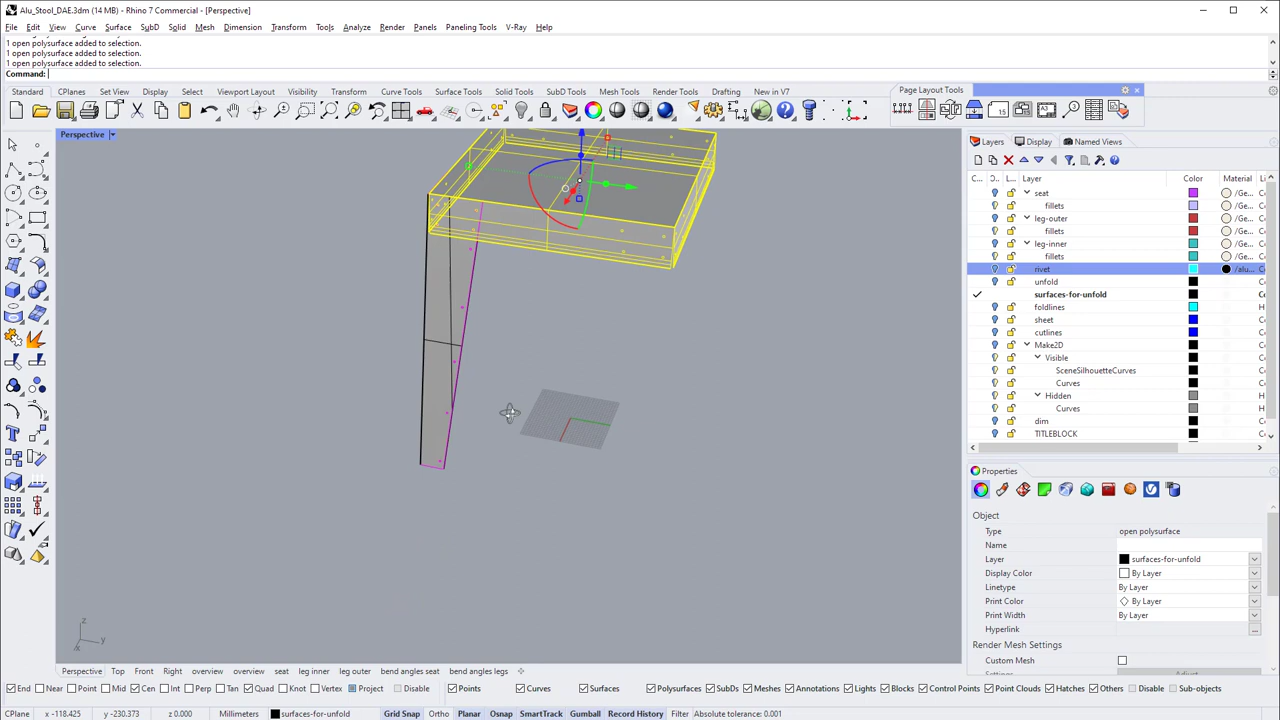 Alu_Stool_DAE.3dm (14 MB) - Rhino 7 Commercial - [Perspective]
File Edit View Curve Surface SubD Solid Mesh Dimension Transform Tools Analyze Render Panels Paneling Tools V-Ray Help
1 open polysurface added to selection.
1 open polysurface added to selection.
1 open polysurface added to selection.
Command:
Standard CPlanes Set View Display Select Viewport Layout Visibility Transform Curve Tools Surface Tools Solid Tools SubD Tools Mesh Tools Render Tools Drafting New in V7
Page Layout Tools
Perspective
Layers Display Named Views
C... L... Layer Color Material
seat /Ge...
fillets
leg-outer /Ge...
fillets
leg-inner /Ge...
fillets
rivet /alu...
unfold
surfaces-for-unfold
foldlines
sheet
cutlines
Make2D
Visible
SceneSilhouetteCurves
Curves
Hidden
Curves
dim
TITLEBLOCK
Properties
Object
Type open polysurface
Name
Layer surfaces-for-unfold
Display Color By Layer
Linetype By Layer
Print Color By Layer
Print Width By Layer
Hyperlink ...
Render Mesh Settings
Custom Mesh
z
y
x
Perspective Top Front Right overview overview seat leg inner leg outer bend angles seat bend angles legs
End Near Point Mid Cen Int Perp Tan Quad Knot Vertex Project Disable Points Curves Surfaces Polysurfaces SubDs Meshes Annotations Lights Blocks Control Points Point Clouds Hatches Others Disable Sub-objects
CPlane x -118.425 y -230.373 z 0.000 Millimeters surfaces-for-unfold Grid Snap Ortho Planar Osnap SmartTrack Gumball Record History Filter Absolute tolerance: 0.001